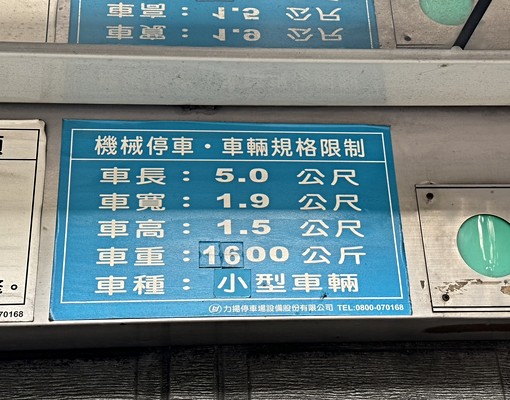 機械停車・車輛規格限制
車長：5.0 公尺
車寬：1.9 公尺
車高：1.5 公尺
車重：1600 公斤
車種：小型車輛
力揚停車場設備股份有限公司 TEL:0800-070168
70168